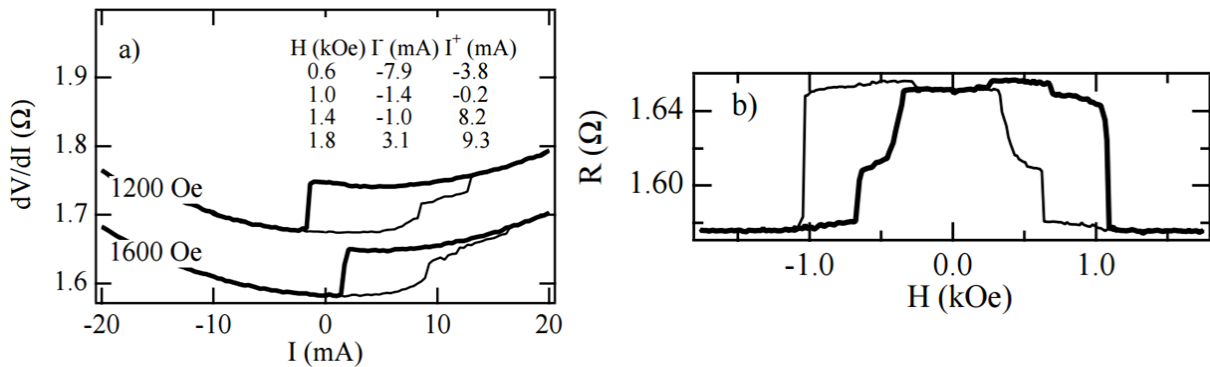 a)
H (kOe) I⁻ (mA) I⁺ (mA)
0.6 -7.9 -3.8
1.0 -1.4 -0.2
1.4 -1.0 8.2
1.8 3.1 9.3
dV/dI (Ω)
1.9
1.8
1.7
1.6
1200 Oe
1600 Oe
-20 -10 0 10 20
I (mA)
b)
R (Ω)
1.64
1.60
-1.0 0.0 1.0
H (kOe)